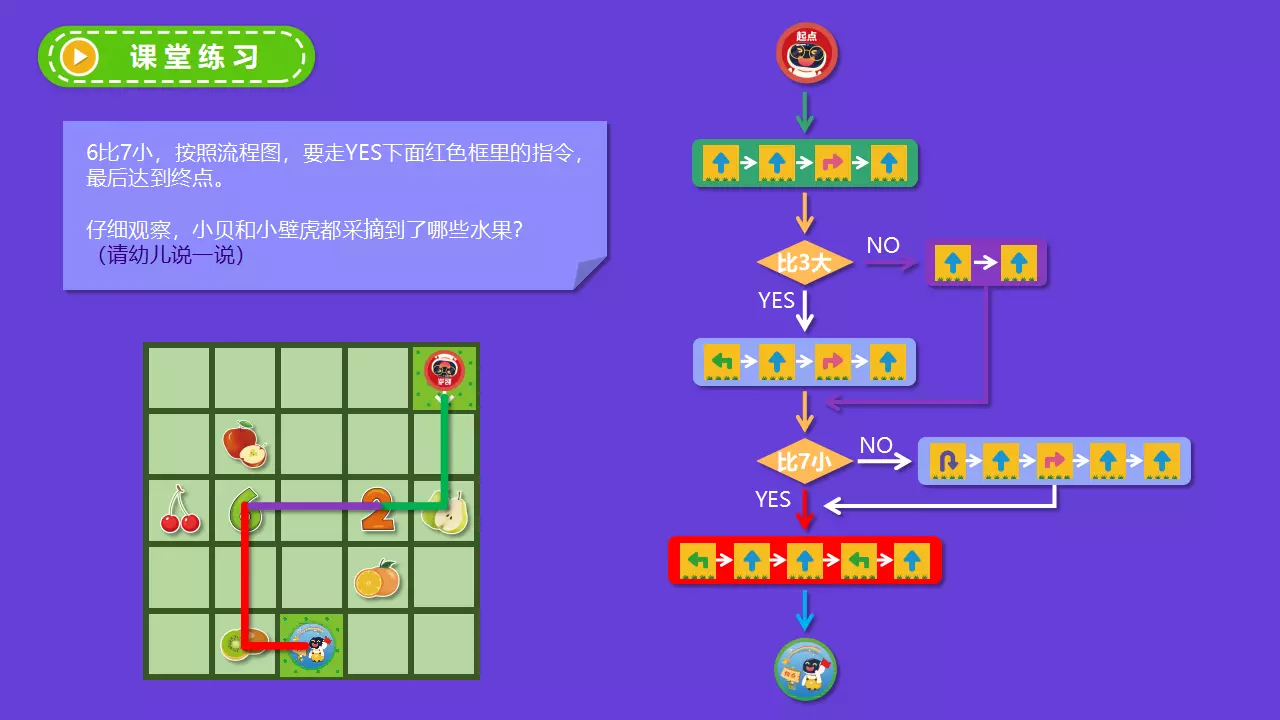 课堂练习
6比7小，按照流程图，要走YES下面红色框里的指令，
最后达到终点。
仔细观察，小贝和小壁虎都采摘到了哪些水果？
（请幼儿说一说）
起点
比3大
NO
YES
比7小
NO
YES
6
2